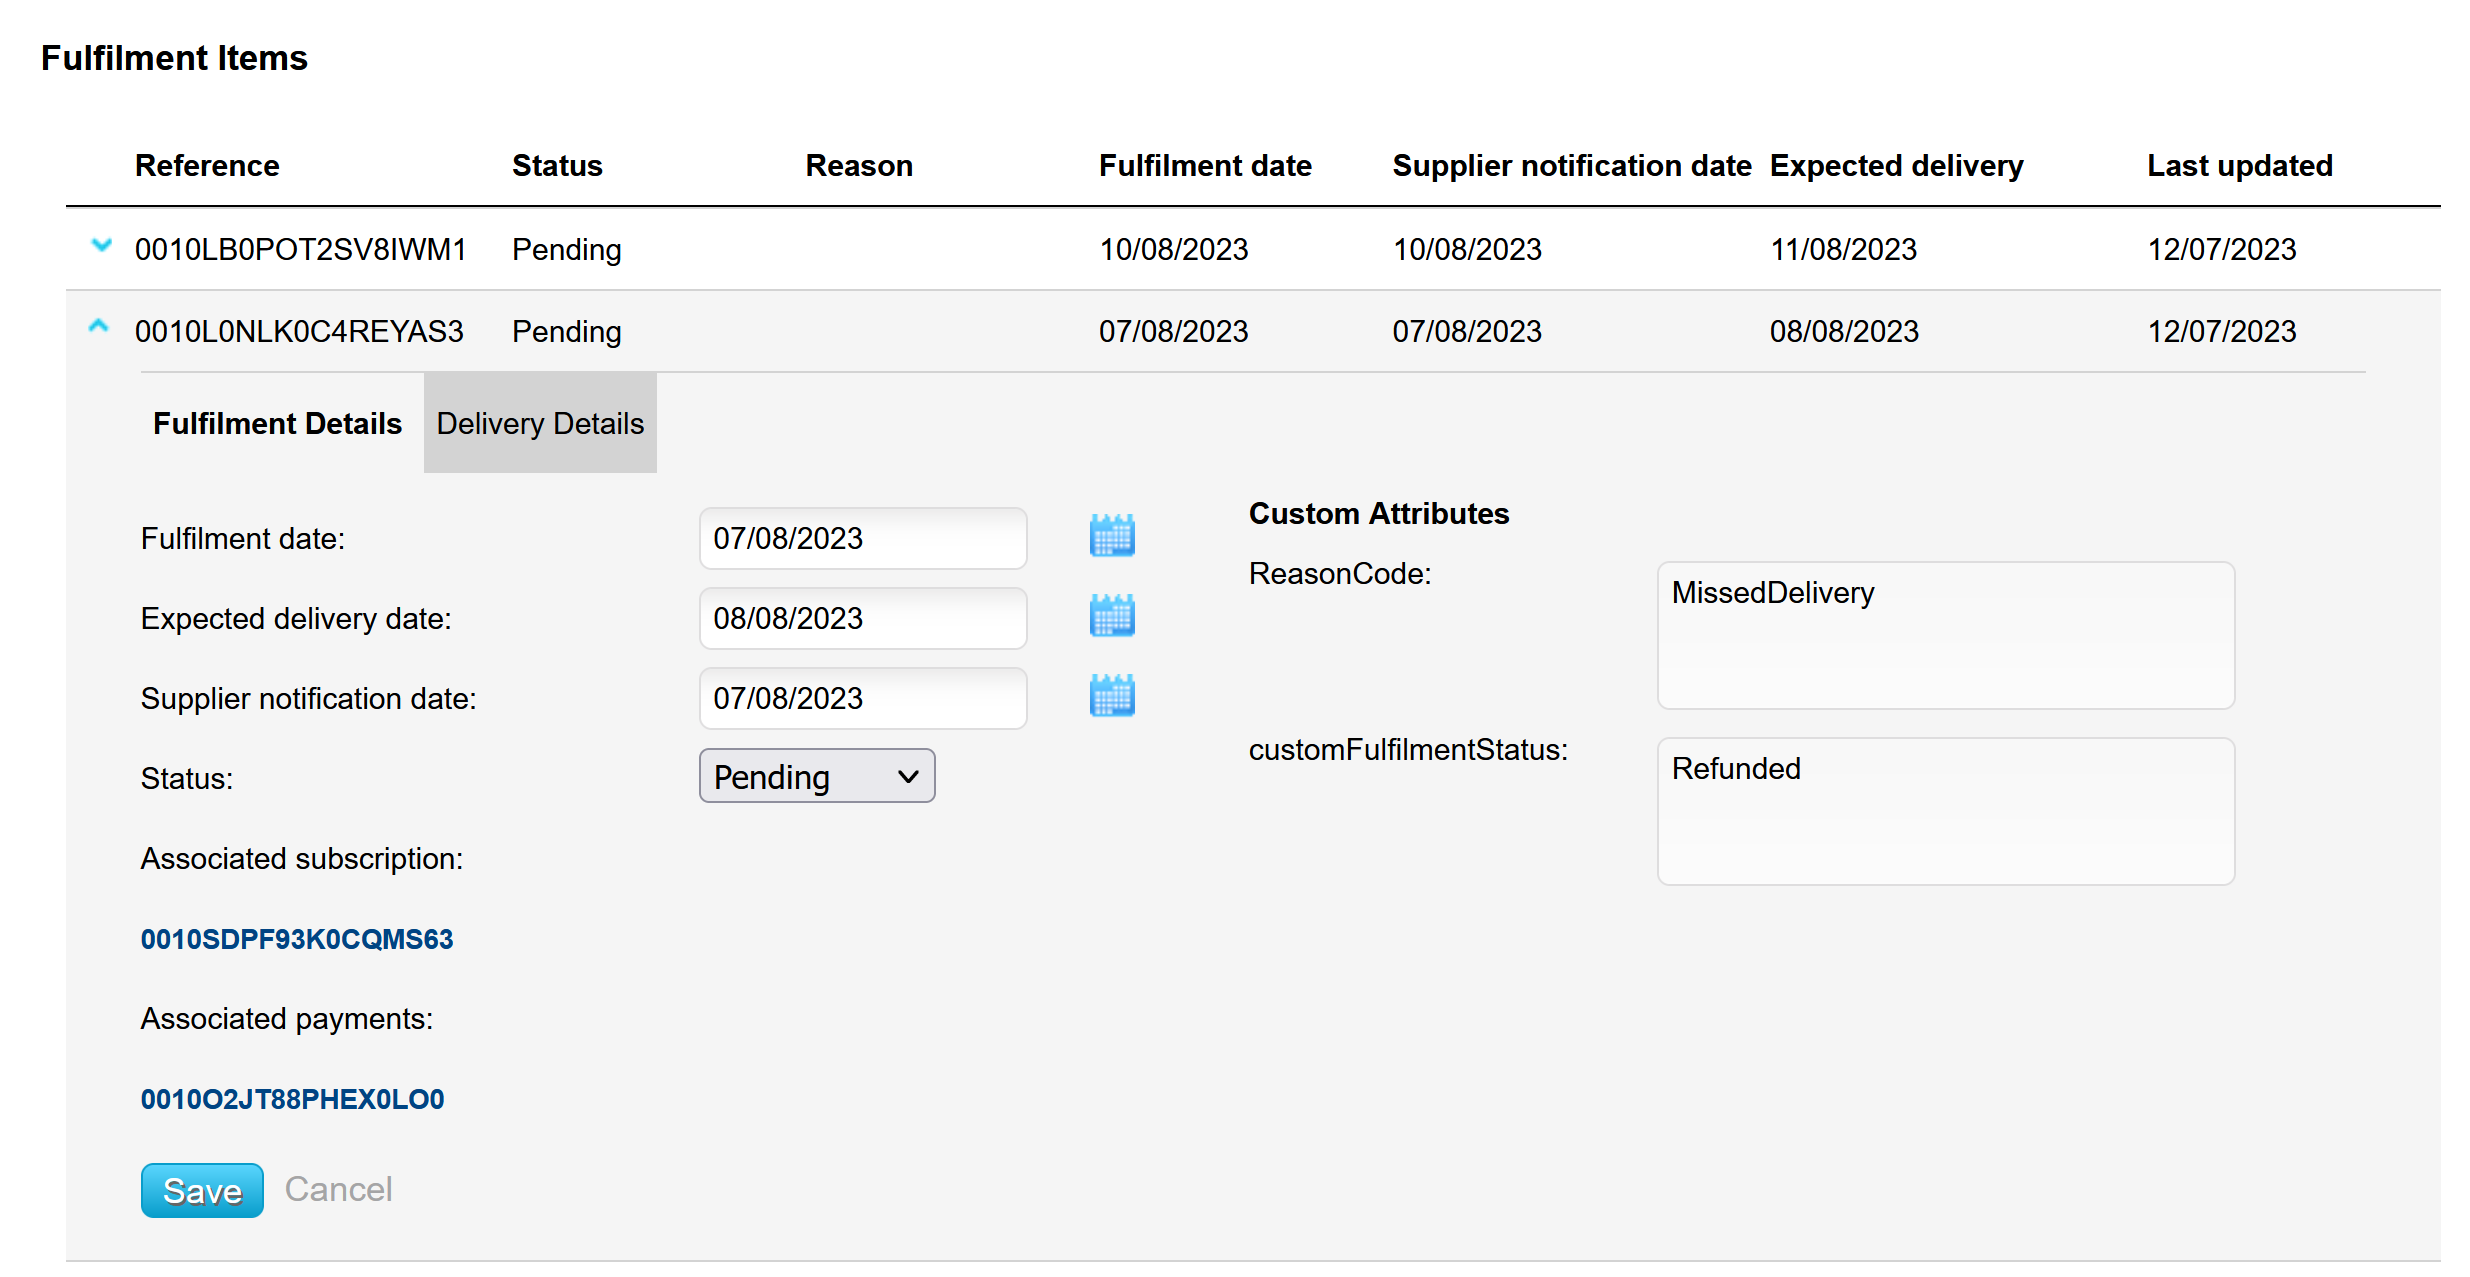 Fulfilment Items
Reference Status Reason Fulfilment date Supplier notification date Expected delivery Last updated
0010LB0POT2SV8IWM1 Pending 10/08/2023 10/08/2023 11/08/2023 12/07/2023
0010L0NLK0C4REYAS3 Pending 07/08/2023 07/08/2023 08/08/2023 12/07/2023
Fulfilment Details Delivery Details
Custom Attributes
Fulfilment date: 07/08/2023
ReasonCode: MissedDelivery
Expected delivery date: 08/08/2023
Supplier notification date: 07/08/2023
customFulfilmentStatus: Refunded
Status: Pending
Associated subscription:
0010SDPF93K0CQMS63
Associated payments:
0010O2JT88PHEX0LO0
Save Cancel